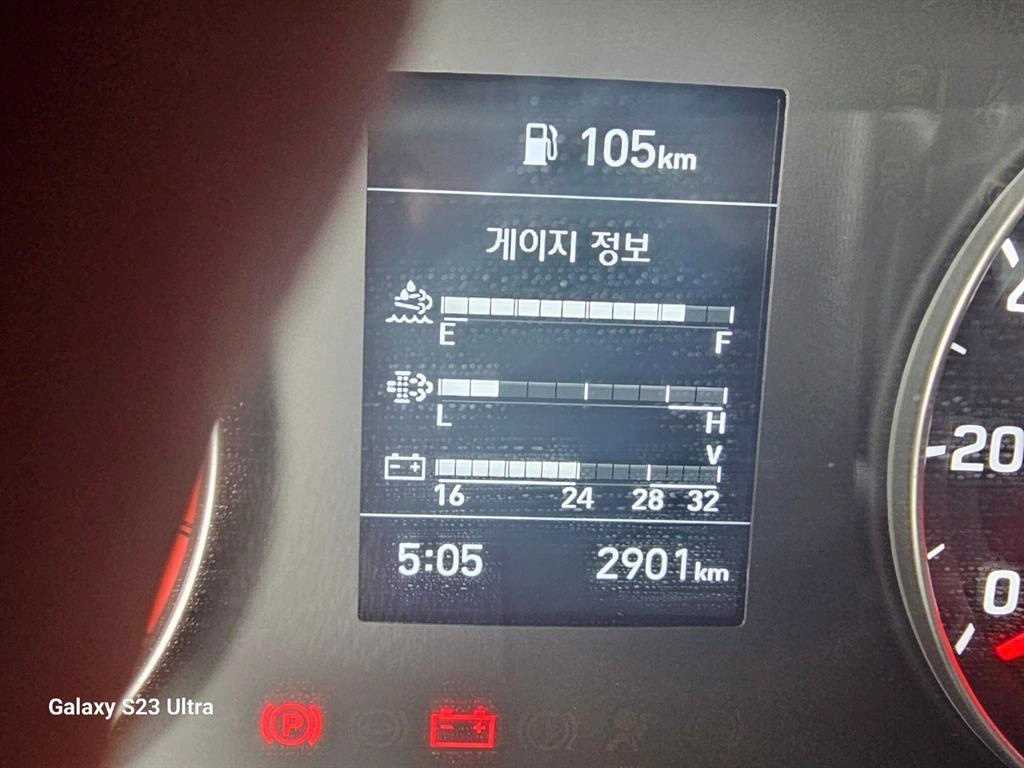 105km
게이지 정보
E F
L H
V
16 24 28 32
5:05 2901km
20
0
Galaxy S23 Ultra
P